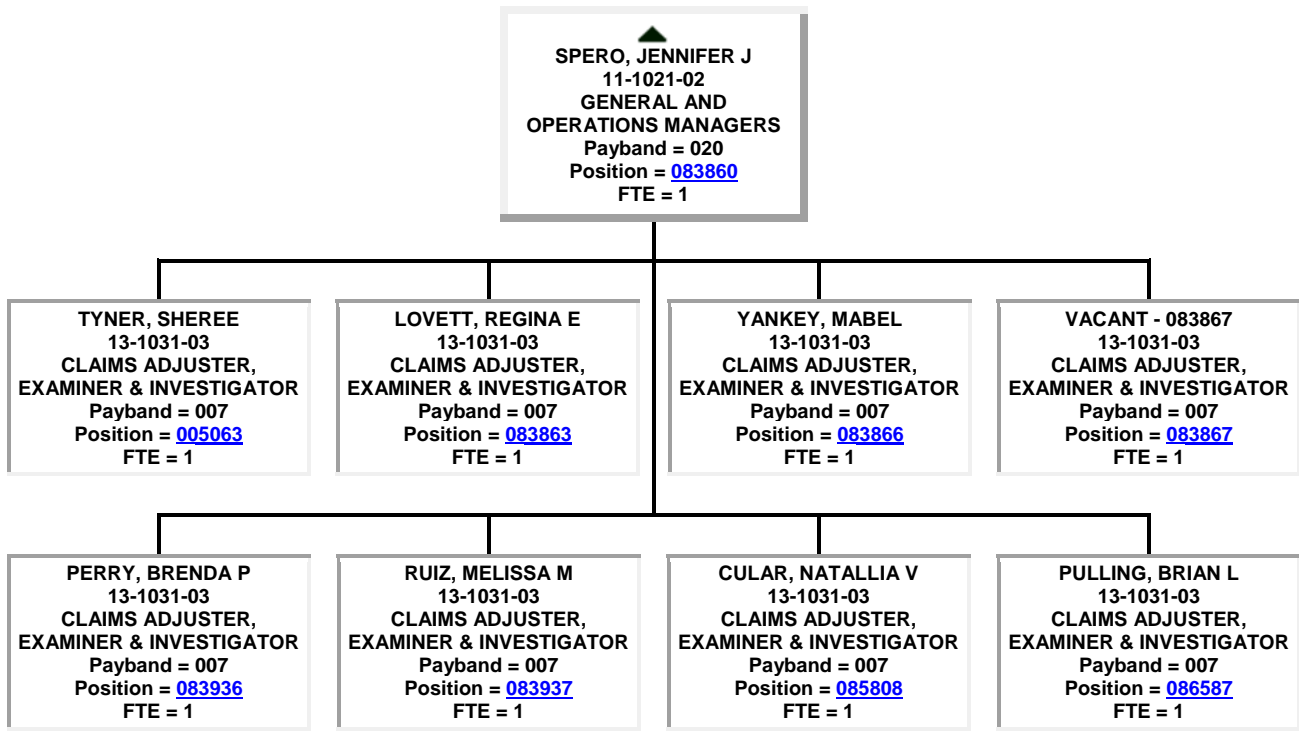 SPERO, JENNIFER J
11-1021-02
GENERAL AND
OPERATIONS MANAGERS
Payband = 020
Position = 083860
FTE = 1
TYNER, SHEREE
13-1031-03
CLAIMS ADJUSTER,
EXAMINER & INVESTIGATOR
Payband = 007
Position = 005063
FTE = 1
LOVETT, REGINA E
13-1031-03
CLAIMS ADJUSTER,
EXAMINER & INVESTIGATOR
Payband = 007
Position = 083863
FTE = 1
YANKEY, MABEL
13-1031-03
CLAIMS ADJUSTER,
EXAMINER & INVESTIGATOR
Payband = 007
Position = 083866
FTE = 1
VACANT - 083867
13-1031-03
CLAIMS ADJUSTER,
EXAMINER & INVESTIGATOR
Payband = 007
Position = 083867
FTE = 1
PERRY, BRENDA P
13-1031-03
CLAIMS ADJUSTER,
EXAMINER & INVESTIGATOR
Payband = 007
Position = 083936
FTE = 1
RUIZ, MELISSA M
13-1031-03
CLAIMS ADJUSTER,
EXAMINER & INVESTIGATOR
Payband = 007
Position = 083937
FTE = 1
CULAR, NATALLIA V
13-1031-03
CLAIMS ADJUSTER,
EXAMINER & INVESTIGATOR
Payband = 007
Position = 085808
FTE = 1
PULLING, BRIAN L
13-1031-03
CLAIMS ADJUSTER,
EXAMINER & INVESTIGATOR
Payband = 007
Position = 086587
FTE = 1